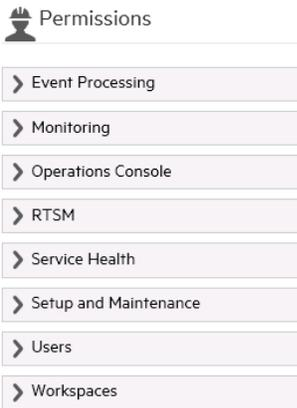 Permissions
Event Processing
Monitoring
Operations Console
RTSM
Service Health
Setup and Maintenance
Users
Workspaces